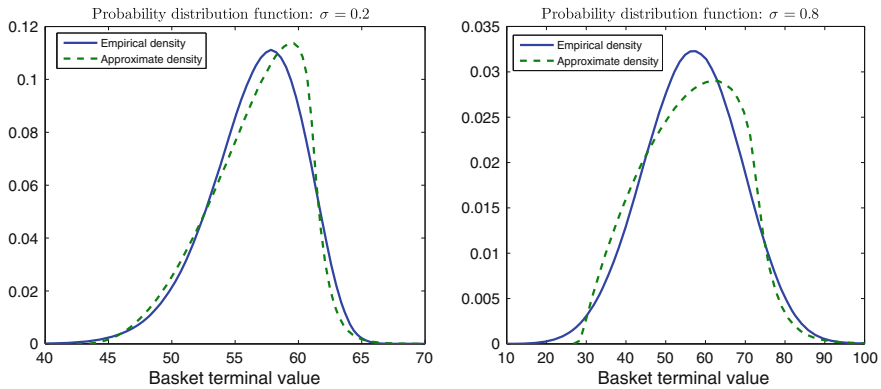 Probability distribution function: σ = 0.2
0.12
0.1
0.08
0.06
0.04
0.02
0
Empirical density
Approximate density
40 45 50 55 60 65 70
Basket terminal value
Probability distribution function: σ = 0.8
0.035
0.03
0.025
0.02
0.015
0.01
0.005
0
Empirical density
Approximate density
10 20 30 40 50 60 70 80 90 100
Basket terminal value